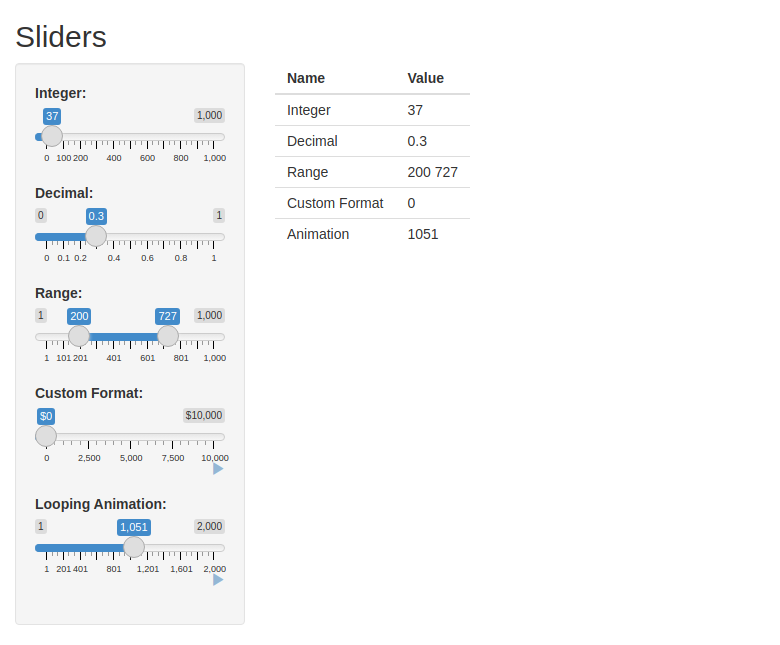 Sliders
Integer:
37 1,000
0 100 200 400 600 800 1,000
Decimal:
0 0.3 1
0 0.1 0.2 0.4 0.6 0.8 1
Range:
1 200 727 1,000
1 101 201 401 601 801 1,000
Custom Format:
$0 $10,000
0 2,500 5,000 7,500 10,000
Looping Animation:
1 1,051 2,000
1 201 401 801 1,201 1,601 2,000
Name Value
Integer 37
Decimal 0.3
Range 200 727
Custom Format 0
Animation 1051